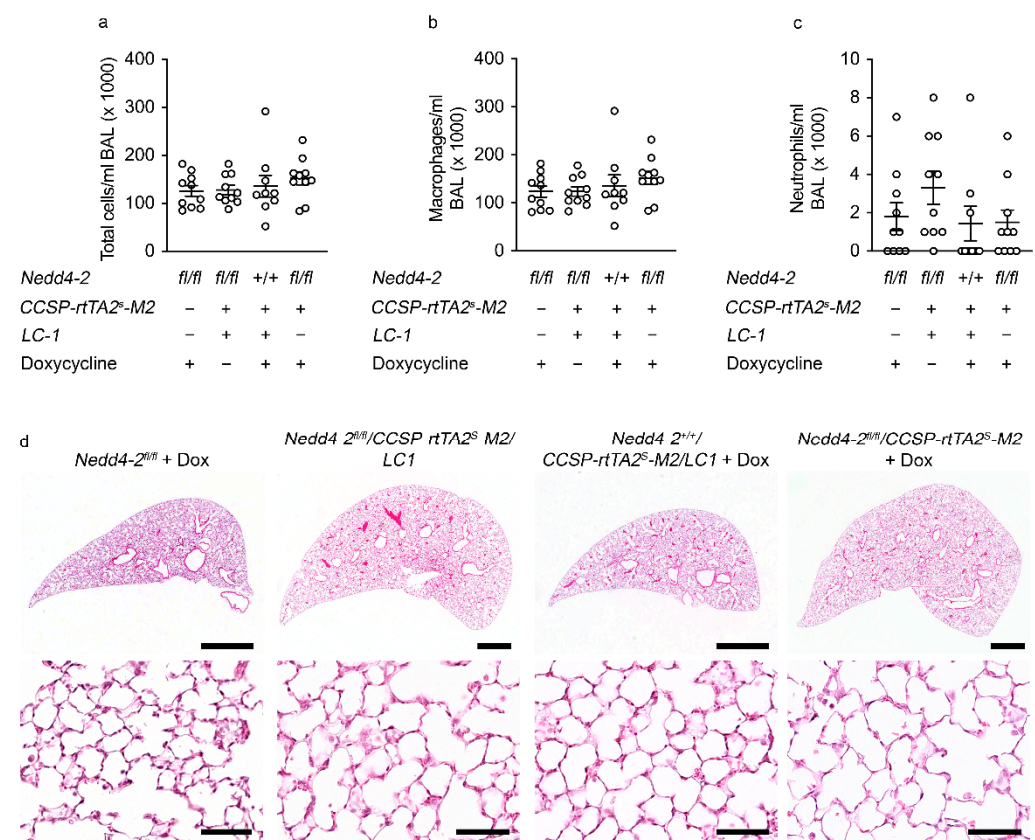 a
Total cells/ml BAL (x 1000)
400
300
200
100
0
b
Macrophages/ml
BAL (x 1000)
400
300
200
100
0
c
Neutrophils/ml
BAL (x 1000)
10
8
6
4
2
0
Nedd4-2 fl/fl fl/fl +/+ fl/fl
CCSP-rtTA2s-M2 – + + +
LC-1 – + + –
Doxycycline + – + +
Nedd4-2 fl/fl fl/fl +/+ fl/fl
CCSP-rtTA2s-M2 – + + +
LC-1 – + + –
Doxycycline + – + +
Nedd4-2 fl/fl fl/fl +/+ fl/fl
CCSP-rtTA2s-M2 – + + +
LC-1 – + + –
Doxycycline + – + +
d
Nedd4-2fl/fl + Dox
Nedd4 2fl/fl/CCSP rtTA2S M2/
LC1
Nedd4 2+/+/
CCSP-rtTA2S-M2/LC1 + Dox
Ncdd4-2fl/fl/CCSP-rtTA2S-M2
+ Dox